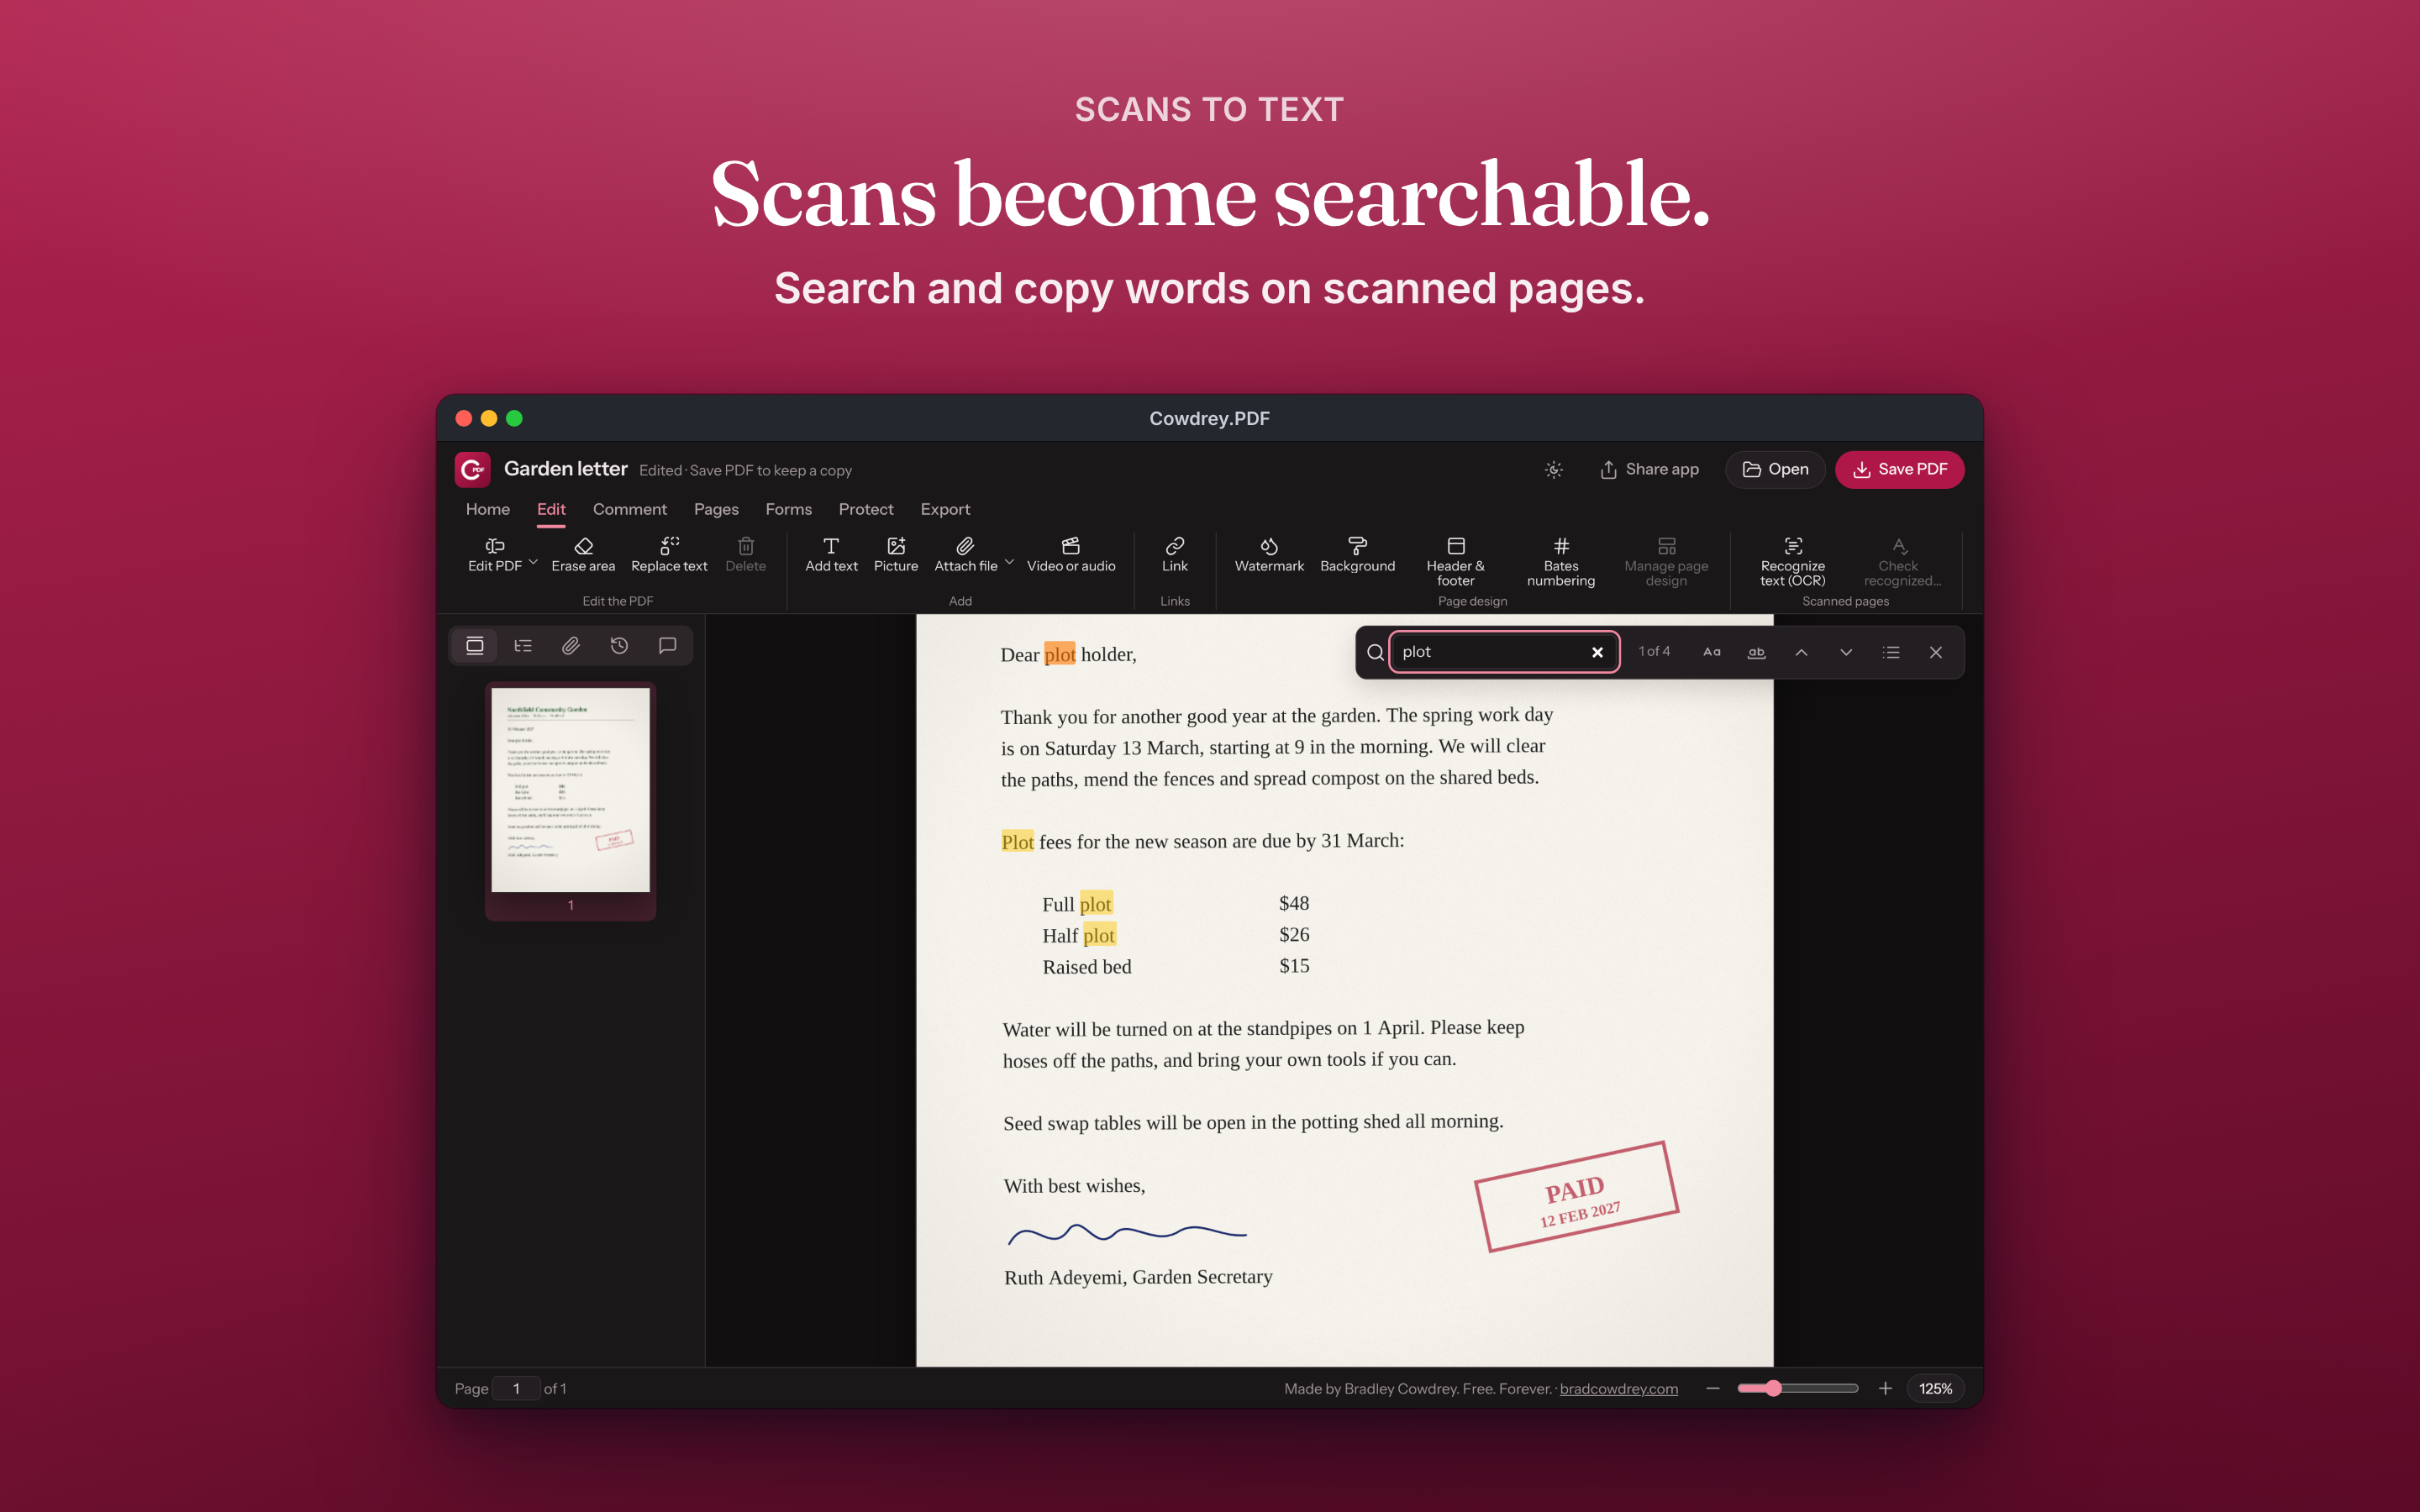 SCANS TO TEXT
Scans become searchable.
Search and copy words on scanned pages.
Cowdrey.PDF
PDF
Garden letter Edited · Save PDF to keep a copy
Share app Open Save PDF
Home Edit Comment Pages Forms Protect Export
Edit PDF Erase area Replace text Delete
Edit the PDF
Add text Picture Attach file Video or audio
Add
Link
Links
Watermark Background Header & footer Bates numbering Manage page design
Page design
Recognize text (OCR) Check recognized...
Scanned pages
plot 1 of 4 Aa ab
1
Dear plot holder,
Thank you for another good year at the garden. The spring work day
is on Saturday 13 March, starting at 9 in the morning. We will clear
the paths, mend the fences and spread compost on the shared beds.
Plot fees for the new season are due by 31 March:
Full plot $48
Half plot $26
Raised bed $15
Water will be turned on at the standpipes on 1 April. Please keep
hoses off the paths, and bring your own tools if you can.
Seed swap tables will be open in the potting shed all morning.
With best wishes,
PAID
12 FEB 2027
Ruth Adeyemi, Garden Secretary
Page 1 of 1
Made by Bradley Cowdrey. Free. Forever. · bradcowdrey.com
125%